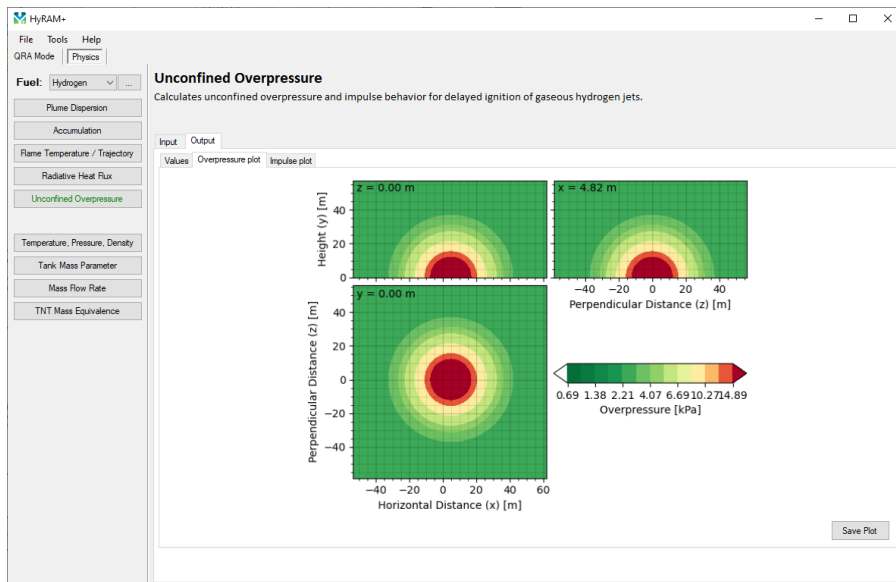 HyRAM+
File Tools Help
QRA Mode Physics
Fuel: Hydrogen ...
Plume Dispersion
Accumulation
Flame Temperature / Trajectory
Radiative Heat Flux
Unconfined Overpressure
Temperature, Pressure, Density
Tank Mass Parameter
Mass Flow Rate
TNT Mass Equivalence
Unconfined Overpressure
Calculates unconfined overpressure and impulse behavior for delayed ignition of gaseous hydrogen jets.
Input Output
Values Overpressure plot Impulse plot
z = 0.00 m
Height (y) [m]
40
20
0
x = 4.82 m
−40 −20 0 20 40
Perpendicular Distance (z) [m]
y = 0.00 m
Perpendicular Distance (z) [m]
40
20
0
−20
−40
−40 −20 0 20 40 60
Horizontal Distance (x) [m]
0.69 1.38 2.21 4.07 6.69 10.27 14.89
Overpressure [kPa]
Save Plot